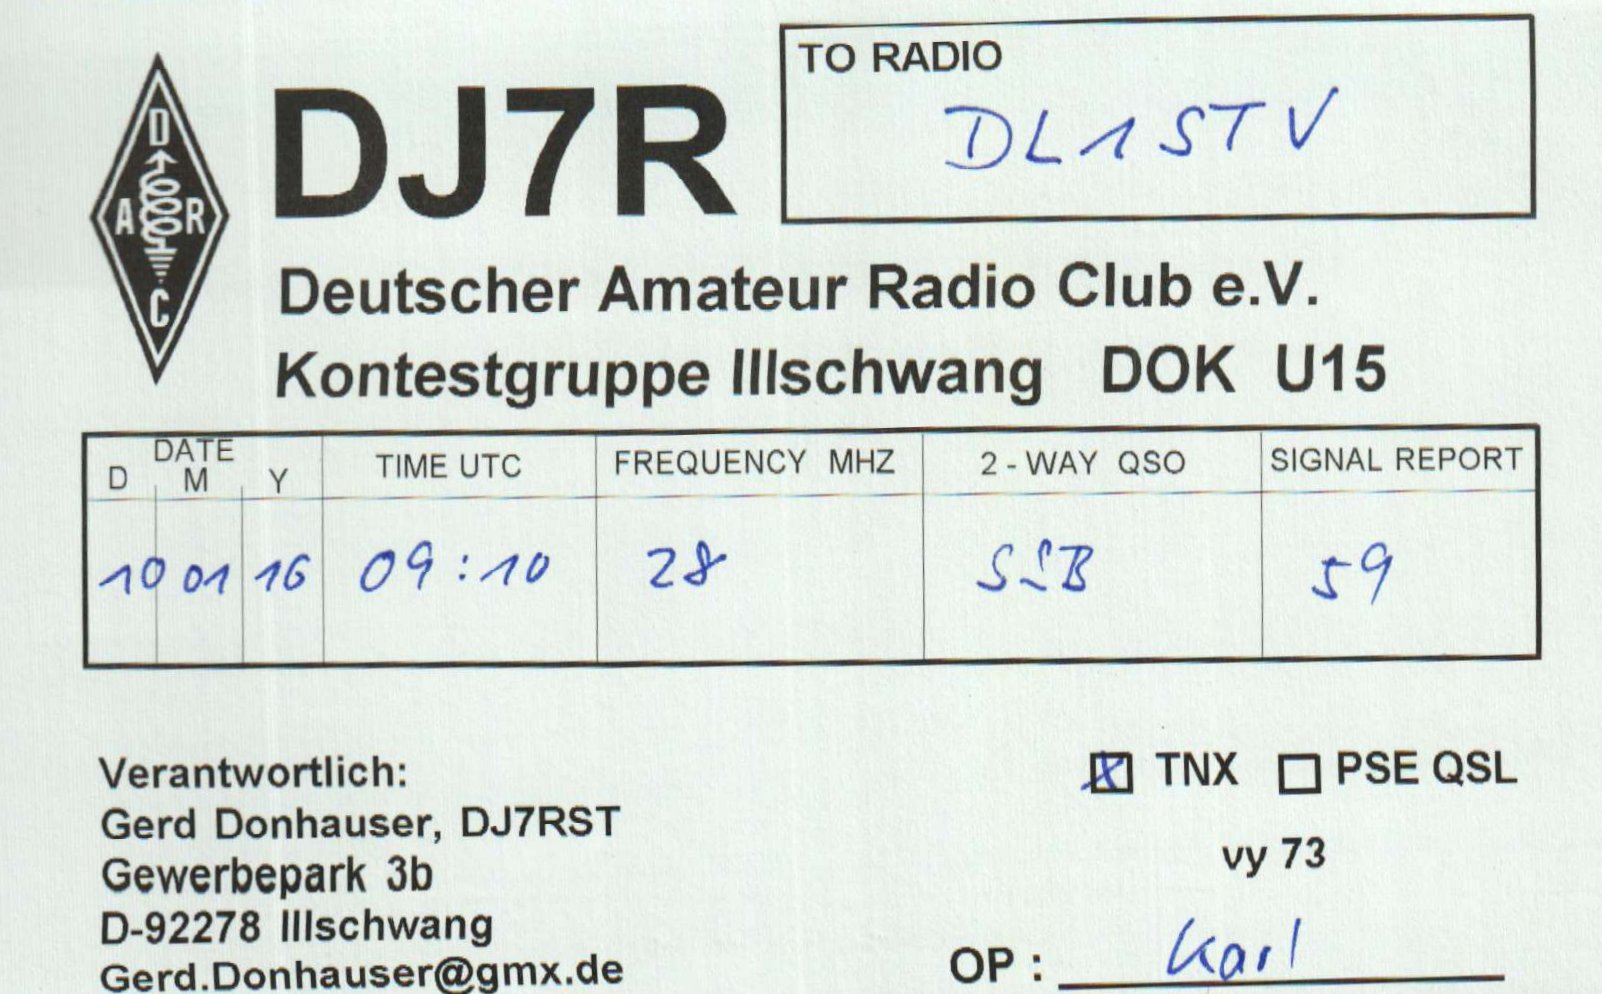 TO RADIO
DL1STV
D
A R
C
DJ7R
Deutscher Amateur Radio Club e.V.
Kontestgruppe Illschwang DOK U15
DATE
D M Y TIME UTC FREQUENCY MHZ 2 - WAY QSO SIGNAL REPORT
10 01 16 09:10 28 SSB 59
Verantwortlich:
Gerd Donhauser, DJ7RST
Gewerbepark 3b
D-92278 Illschwang
Gerd.Donhauser@gmx.de
X TNX PSE QSL
vy 73
OP : Karl